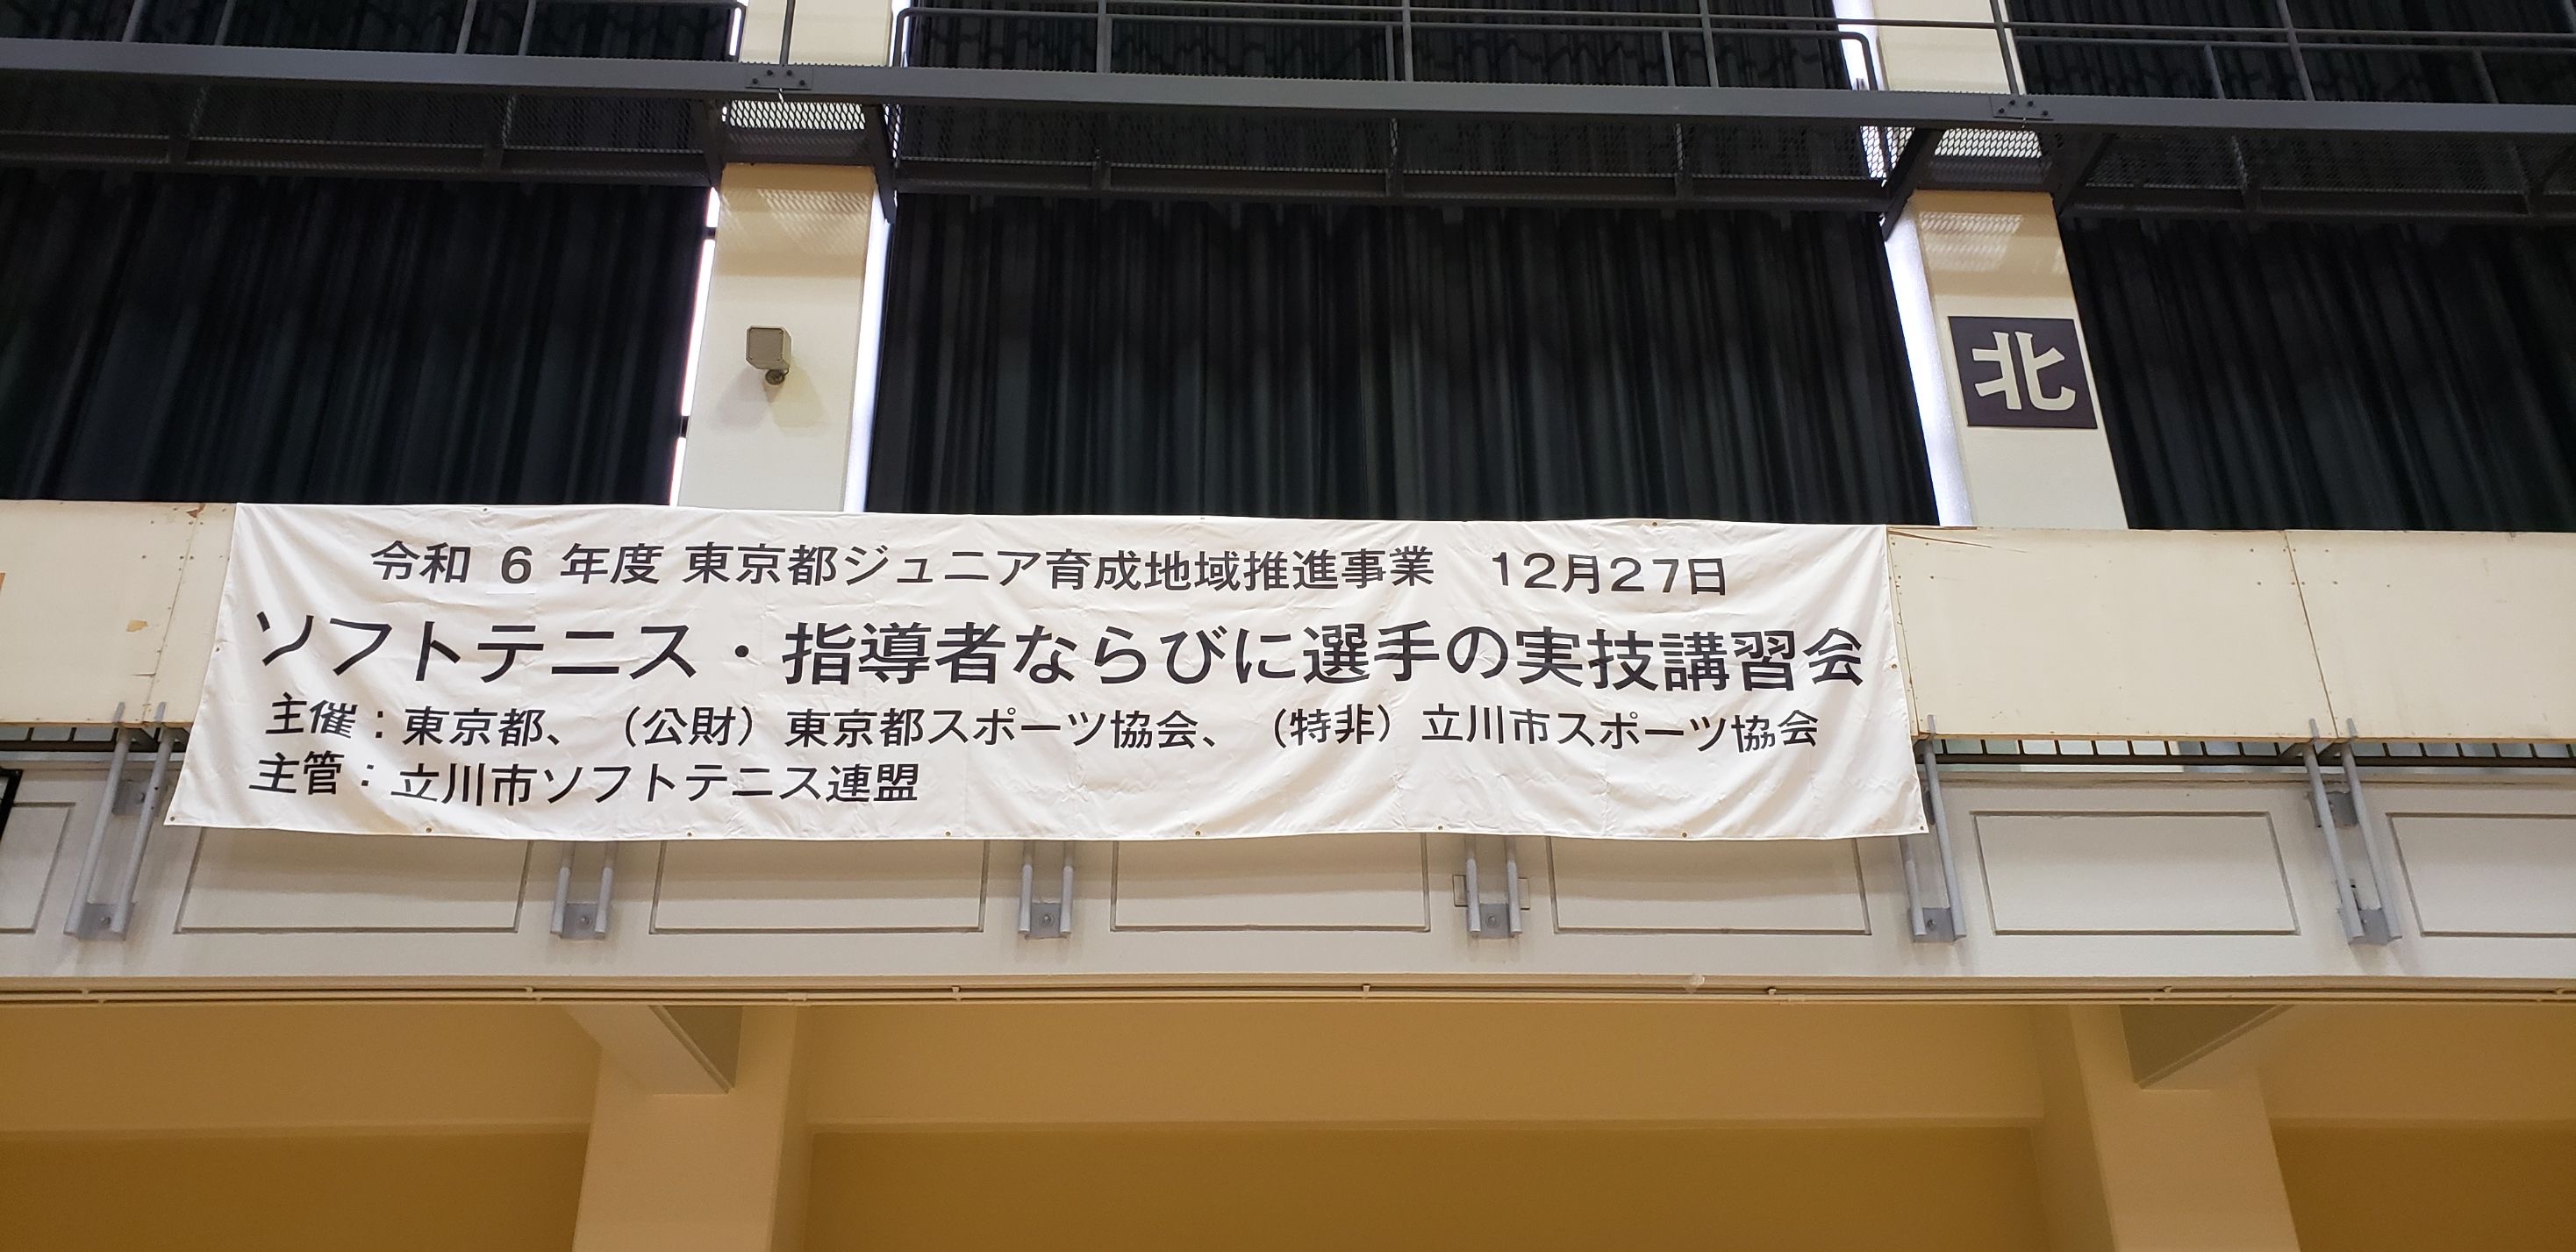 北
令和 6 年度 東京都ジュニア育成地域推進事業　12月27日
ソフトテニス・指導者ならびに選手の実技講習会
主催：東京都、（公財）東京都スポーツ協会、（特非）立川市スポーツ協会
主管：立川市ソフトテニス連盟